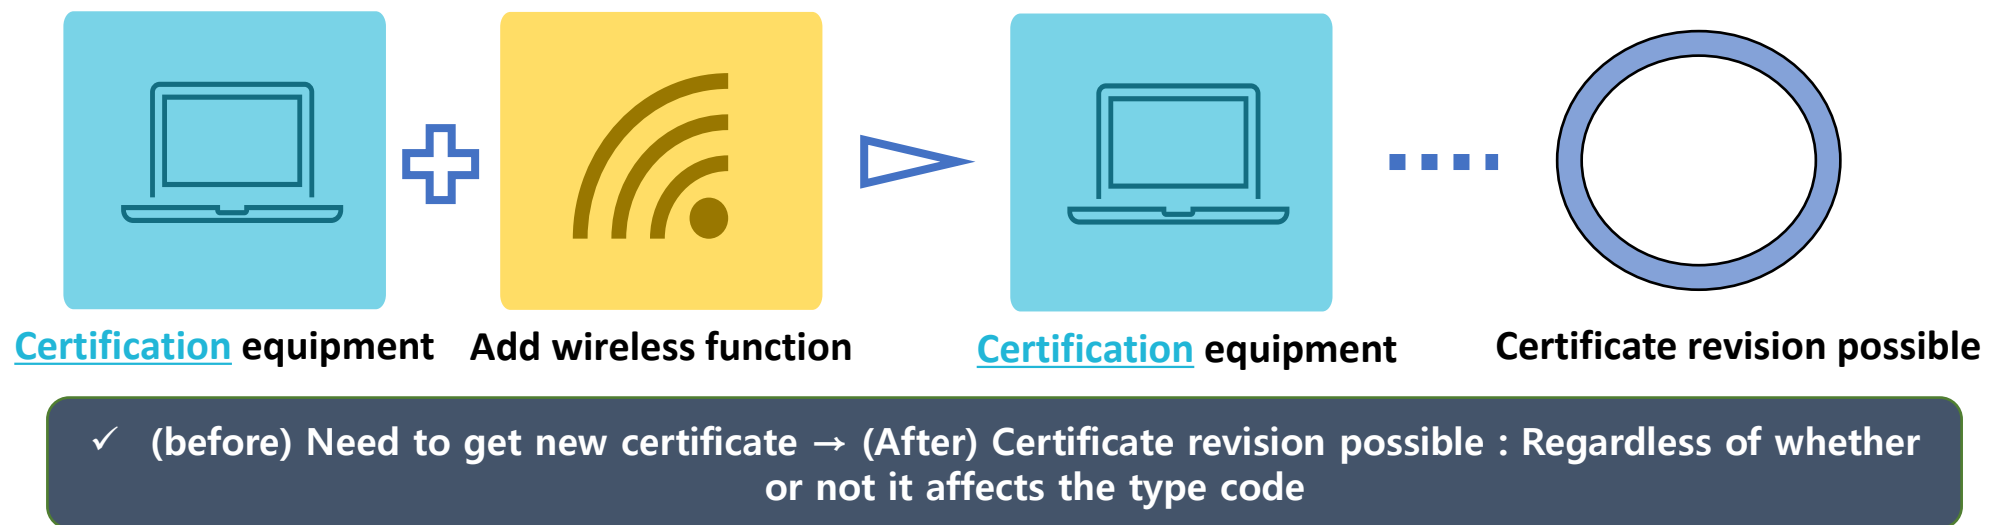 Certification equipment
Add wireless function
Certification equipment
Certificate revision possible
✓ (before) Need to get new certificate → (After) Certificate revision possible : Regardless of whether
or not it affects the type code